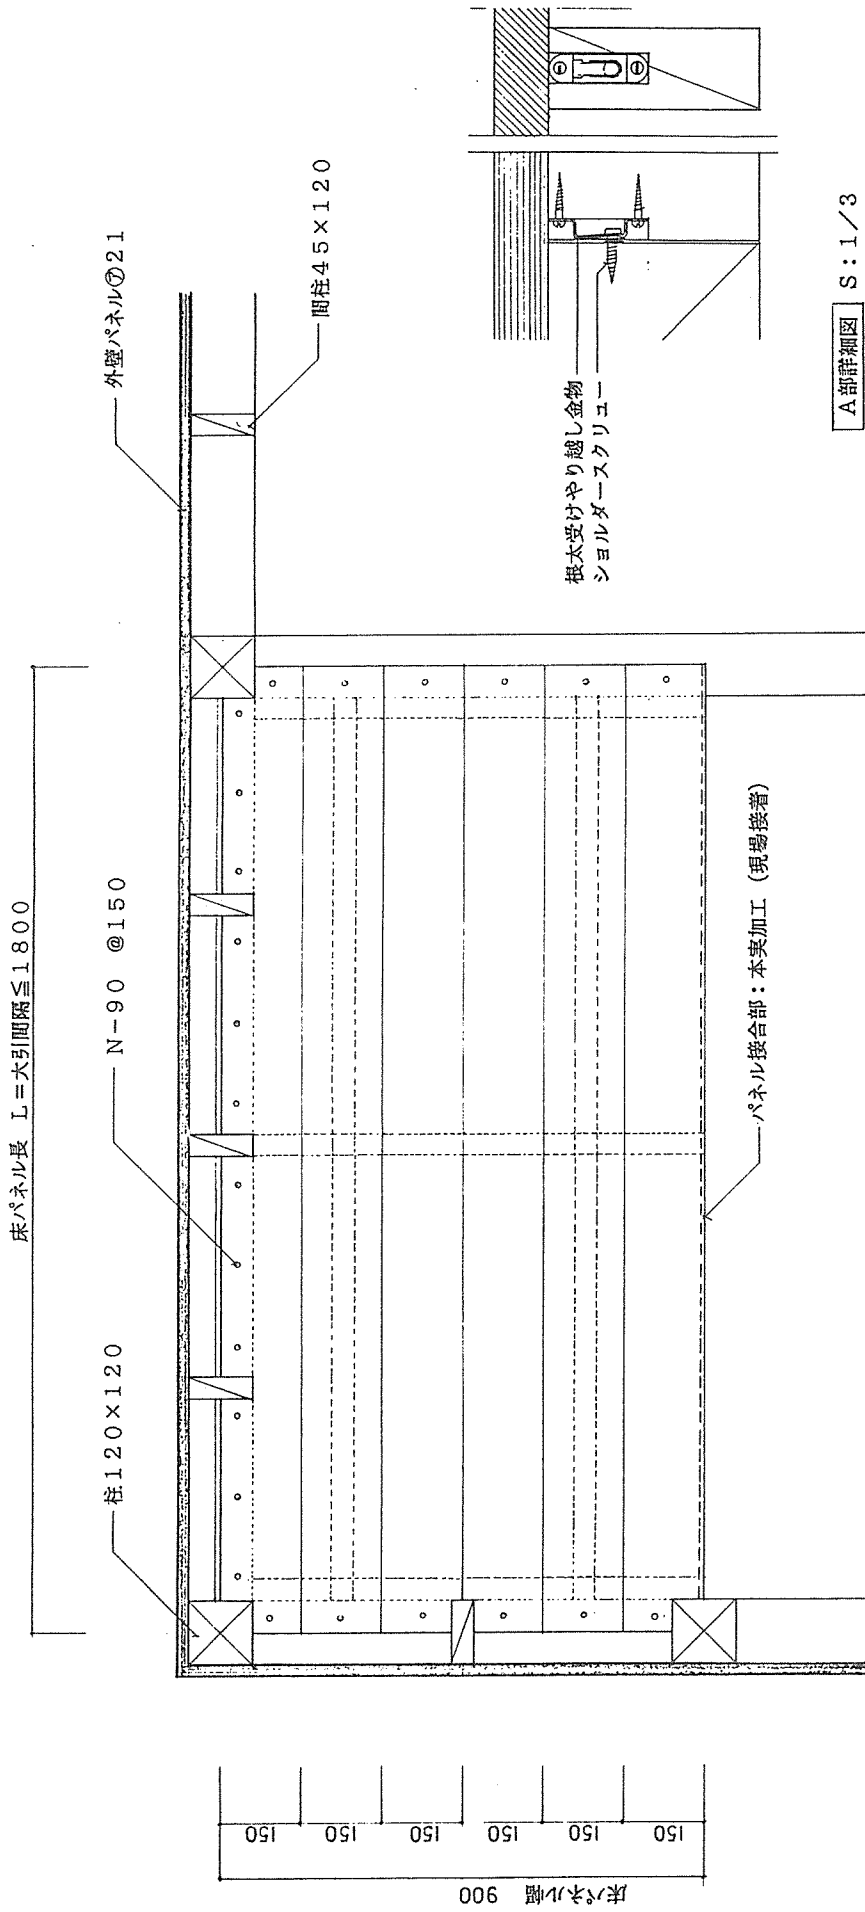 床パネル長 L=大引間隔≦1800
柱120×120
N-90 @150
外壁パネル㋐21
間柱45×120
パネル接合部:本実加工(現場接着)
根太受けやり越し金物
ショルダースクリュー
A部詳細図 S:1/3
150
150
150
150
150
150
床パネル幅 900